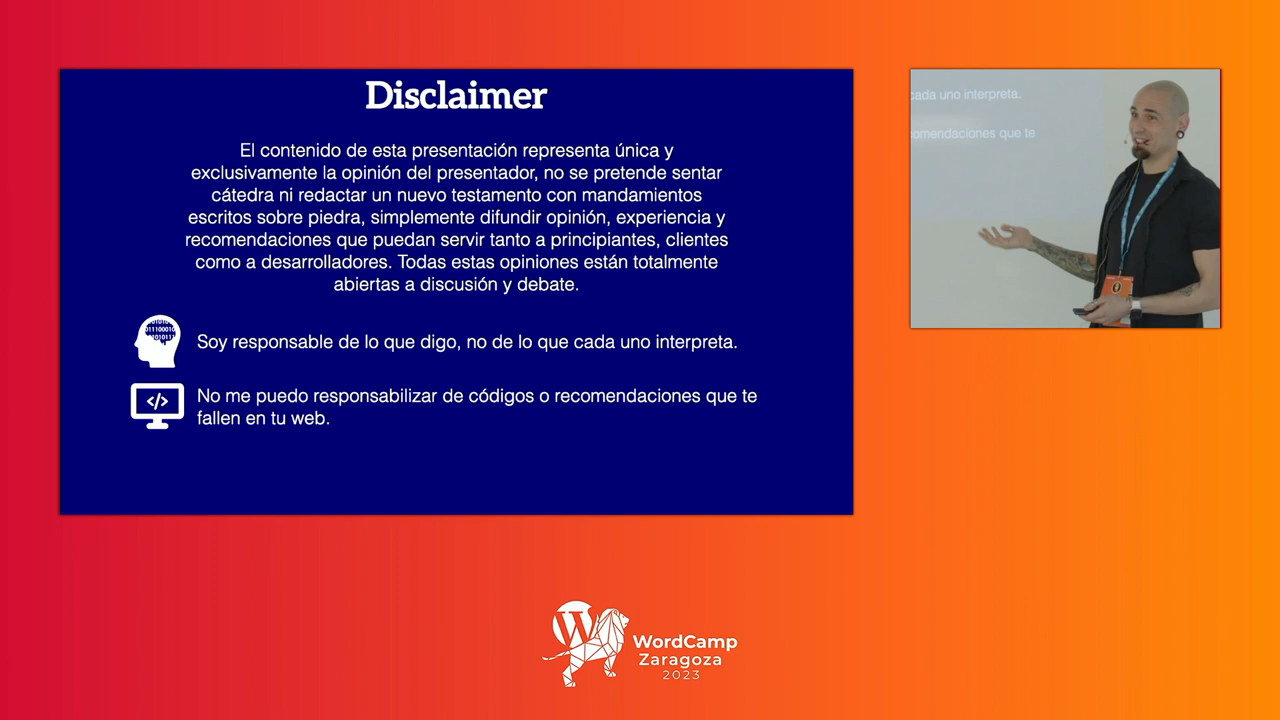 Disclaimer
El contenido de esta presentación representa única y
exclusivamente la opinión del presentador, no se pretende sentar
cátedra ni redactar un nuevo testamento con mandamientos
escritos sobre piedra, simplemente difundir opinión, experiencia y
recomendaciones que puedan servir tanto a principiantes, clientes
como a desarrolladores. Todas estas opiniones están totalmente
abiertas a discusión y debate.
Soy responsable de lo que digo, no de lo que cada uno interpreta.
No me puedo responsabilizar de códigos o recomendaciones que te
fallen en tu web.
cada uno interpreta.
comendaciones que te
WordCamp
Zaragoza
2023